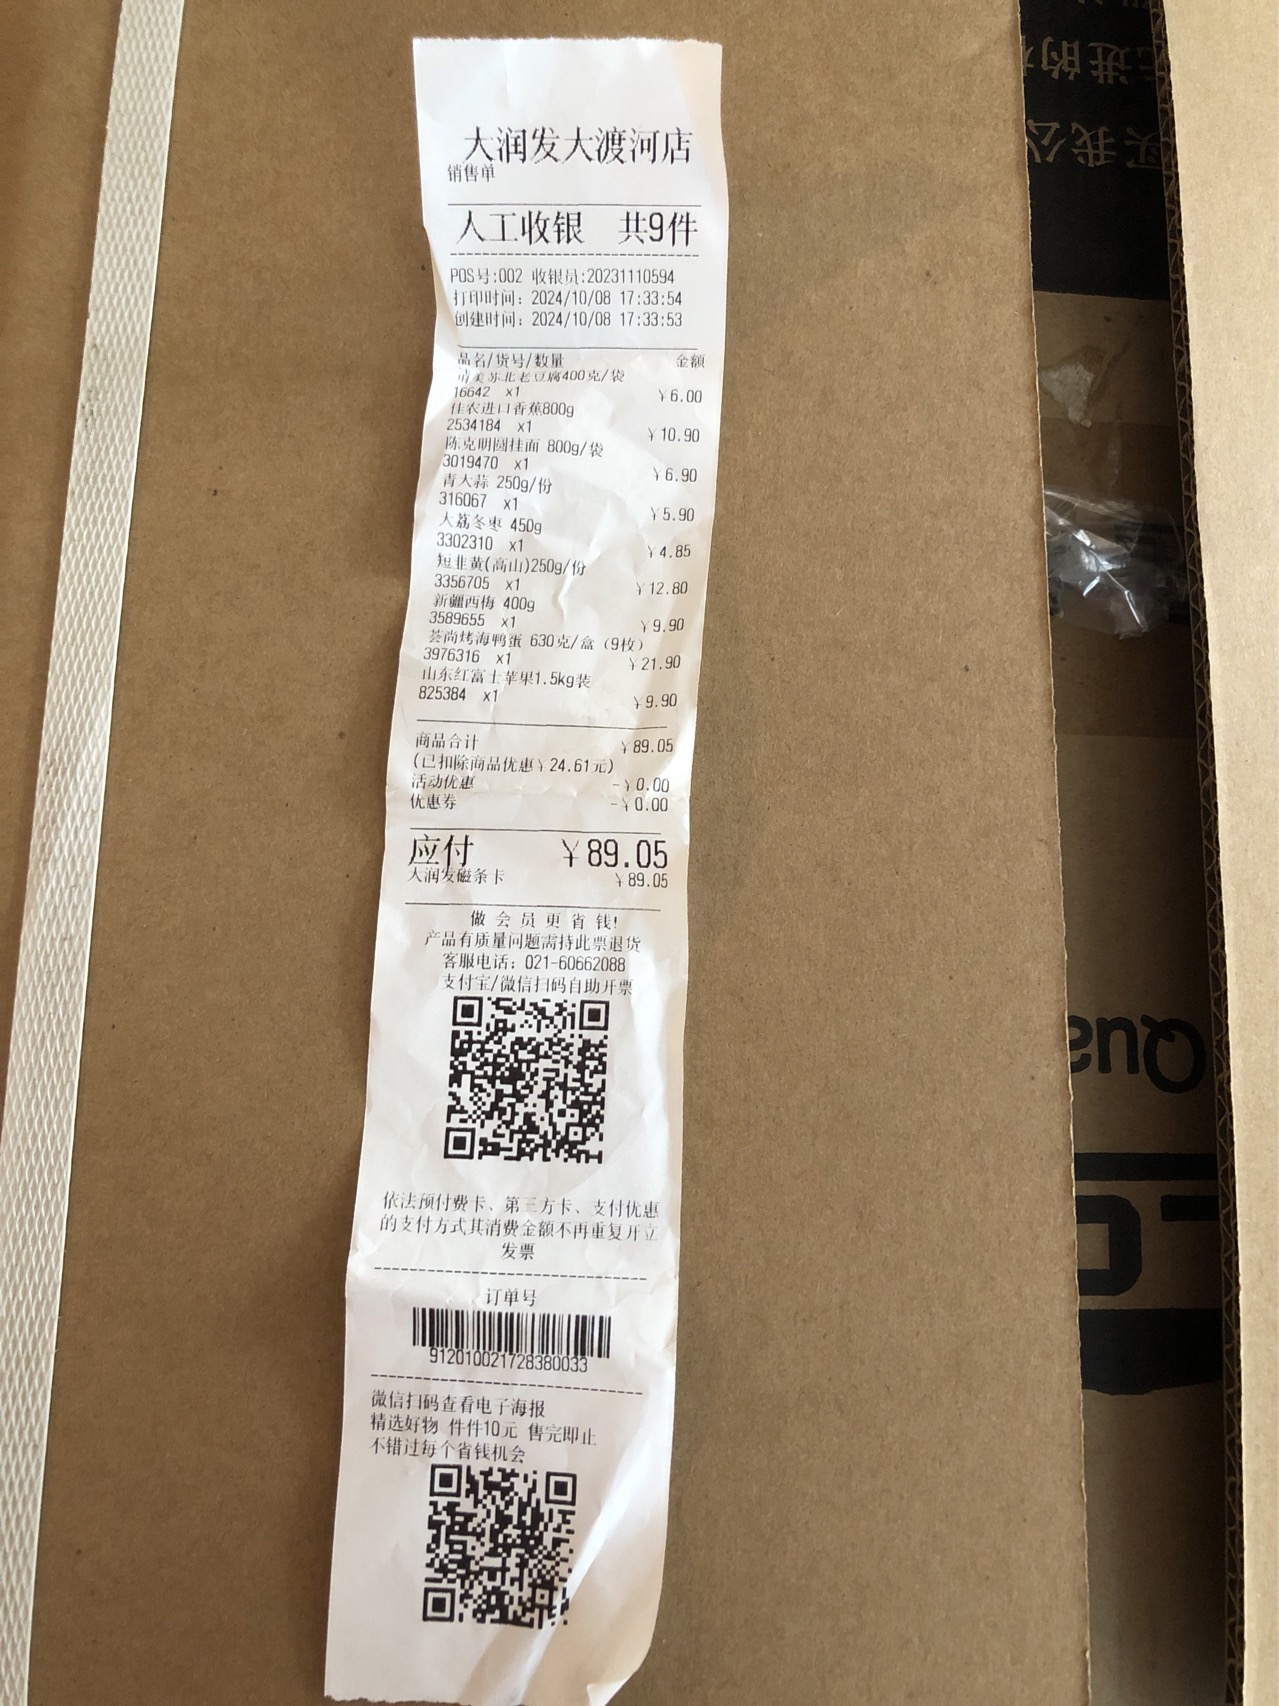 大润发大渡河店
销售单
人工收银 共9件
POS号:002 收银员:20231110594
打印时间: 2024/10/08 17:33:54
创建时间: 2024/10/08 17:33:53
品名/货号/数量 金额
清美苏北老豆腐400克/袋
16642 x1 ¥6.00
佳农进口香蕉800g
2534184 x1 ¥10.90
陈克明圆挂面 800g/袋
3019470 x1 ¥6.90
青大蒜 250g/份
316067 x1 ¥5.90
大荔冬枣 450g
3302310 x1 ¥4.85
短韭黄(高山)250g/份
3356705 x1 ¥12.80
新疆西梅 400g
3589655 x1 ¥9.90
荟尚烤海鸭蛋 630克/盒（9枚）
3976316 x1 ¥21.90
山东红富士苹果1.5kg装
825384 x1 ¥9.90
商品合计 ¥89.05
(已扣除商品优惠¥24.61元)
活动优惠 -¥0.00
优惠券 -¥0.00
应付 ¥89.05
大润发磁条卡 ¥89.05
做会员更省钱!
产品有质量问题需持此票退货
客服电话: 021-60662088
支付宝/微信扫码自助开票
依法预付费卡、第三方卡、支付优惠
的支付方式其消费金额不再重复开立
发票
订单号
912010021728380033
微信扫码查看电子海报
精选好物 件件10元 售完即止
不错过每个省钱机会
进的
买我么
Que